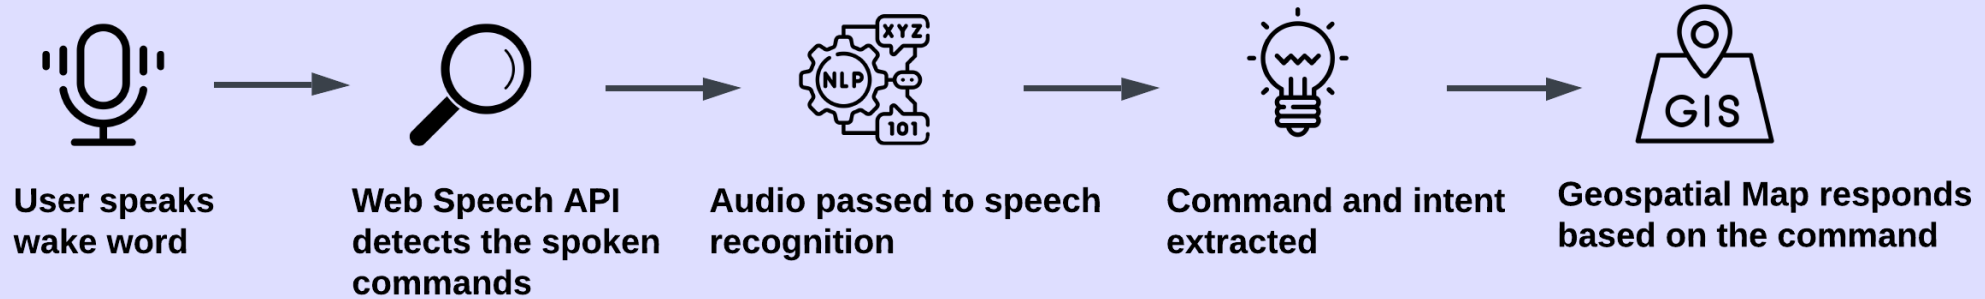 XYZ
NLP
101
GIS
User speaks
wake word
Web Speech API
detects the spoken
commands
Audio passed to speech
recognition
Command and intent
extracted
Geospatial Map responds
based on the command